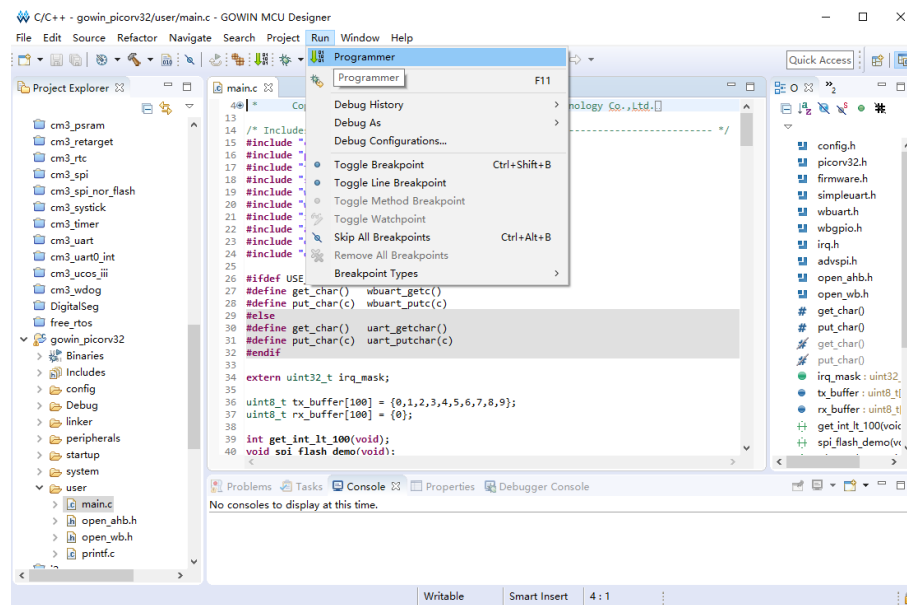 C/C++ - gowin_picorv32/user/main.c - GOWIN MCU Designer
File Edit Source Refactor Navigate Search Project Run Window Help
Quick Access
Programmer
Programmer
F11
Debug History
Debug As
Debug Configurations...
Toggle Breakpoint Ctrl+Shift+B
Toggle Line Breakpoint
Toggle Method Breakpoint
Toggle Watchpoint
Skip All Breakpoints Ctrl+Alt+B
Remove All Breakpoints
Breakpoint Types
Project Explorer
cm3_psram
cm3_retarget
cm3_rtc
cm3_spi
cm3_spi_nor_flash
cm3_systick
cm3_timer
cm3_uart
cm3_uart0_int
cm3_ucos_iii
cm3_wdog
DigitalSeg
free_rtos
gowin_picorv32
Binaries
Includes
config
Debug
linker
peripherals
startup
system
user
main.c
open_ahb.h
open_wb.h
printf.c
main.c
4 * nology Co.,Ltd.
13
14 /* ---------------------------- */
15 #include "
16 #include "
17 #include "
18 #include "
19 #include "
20 #include "
21 #include "
22 #include "
23 #include "
24 #include "
25
26 #ifdef
27 #define get_char() wbuart_getc()
28 #define put_char(c) wbuart_putc(c)
29 #else
30 #define get_char() uart_getchar()
31 #define put_char(c) uart_putchar(c)
32 #endif
33
34 extern uint32_t irq_mask;
35
36 uint8_t tx_buffer[100] = {0,1,2,3,4,5,6,7,8,9};
37 uint8_t rx_buffer[100] = {0};
38
39 int get_int_lt_100(void);
40 void spi_flash_demo(void);
O
2
config.h
picorv32.h
firmware.h
simpleuart.h
wbuart.h
wbgpio.h
irq.h
advspi.h
open_ahb.h
open_wb.h
get_char()
put_char()
get_char()
put_char()
irq_mask : uint32_
tx_buffer : uint8_t[
rx_buffer : uint8_t[
get_int_lt_100(voic
spi_flash_demo(vo
Problems Tasks Console Properties Debugger Console
No consoles to display at this time.
Writable Smart Insert 4 : 1